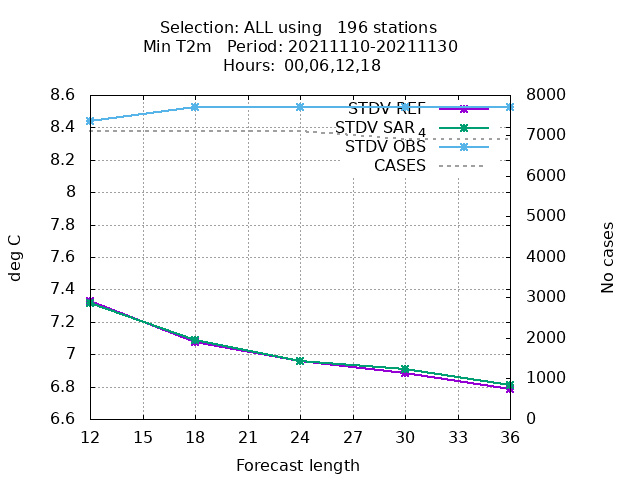 Selection: ALL using   196 stations
Min T2m   Period: 20211110-20211130
Hours: 00,06,12,18
STDV REF
STDV SAR 4
STDV OBS
CASES
8.6
8.4
8.2
8
7.8
7.6
7.4
7.2
7
6.8
6.6
8000
7000
6000
5000
4000
3000
2000
1000
0
12 15 18 21 24 27 30 33 36
deg C
No cases
Forecast length